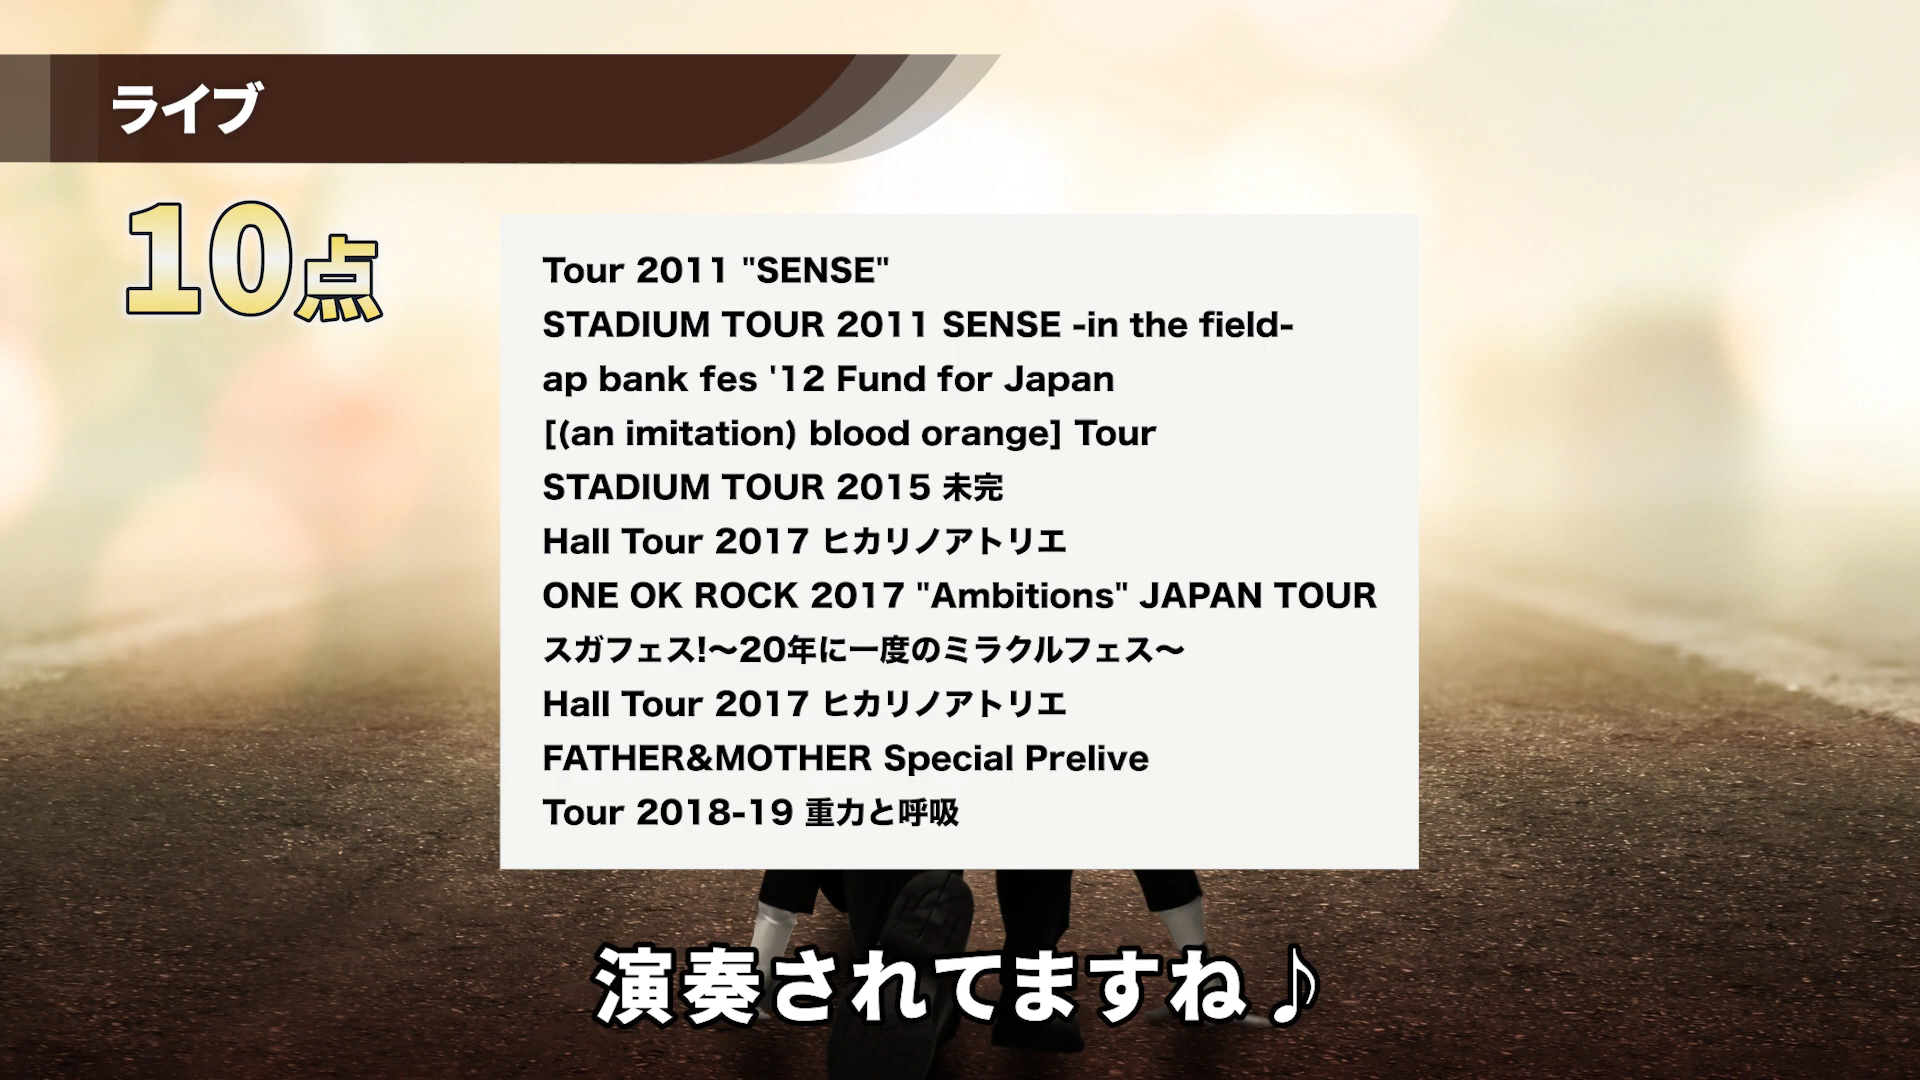 ライブ
10点
Tour 2011 "SENSE"
STADIUM TOUR 2011 SENSE -in the field-
ap bank fes '12 Fund for Japan
[(an imitation) blood orange] Tour
STADIUM TOUR 2015 未完
Hall Tour 2017 ヒカリノアトリエ
ONE OK ROCK 2017 "Ambitions" JAPAN TOUR
スガフェス!〜20年に一度のミラクルフェス〜
Hall Tour 2017 ヒカリノアトリエ
FATHER&MOTHER Special Prelive
Tour 2018-19 重力と呼吸
演奏されてますね♪